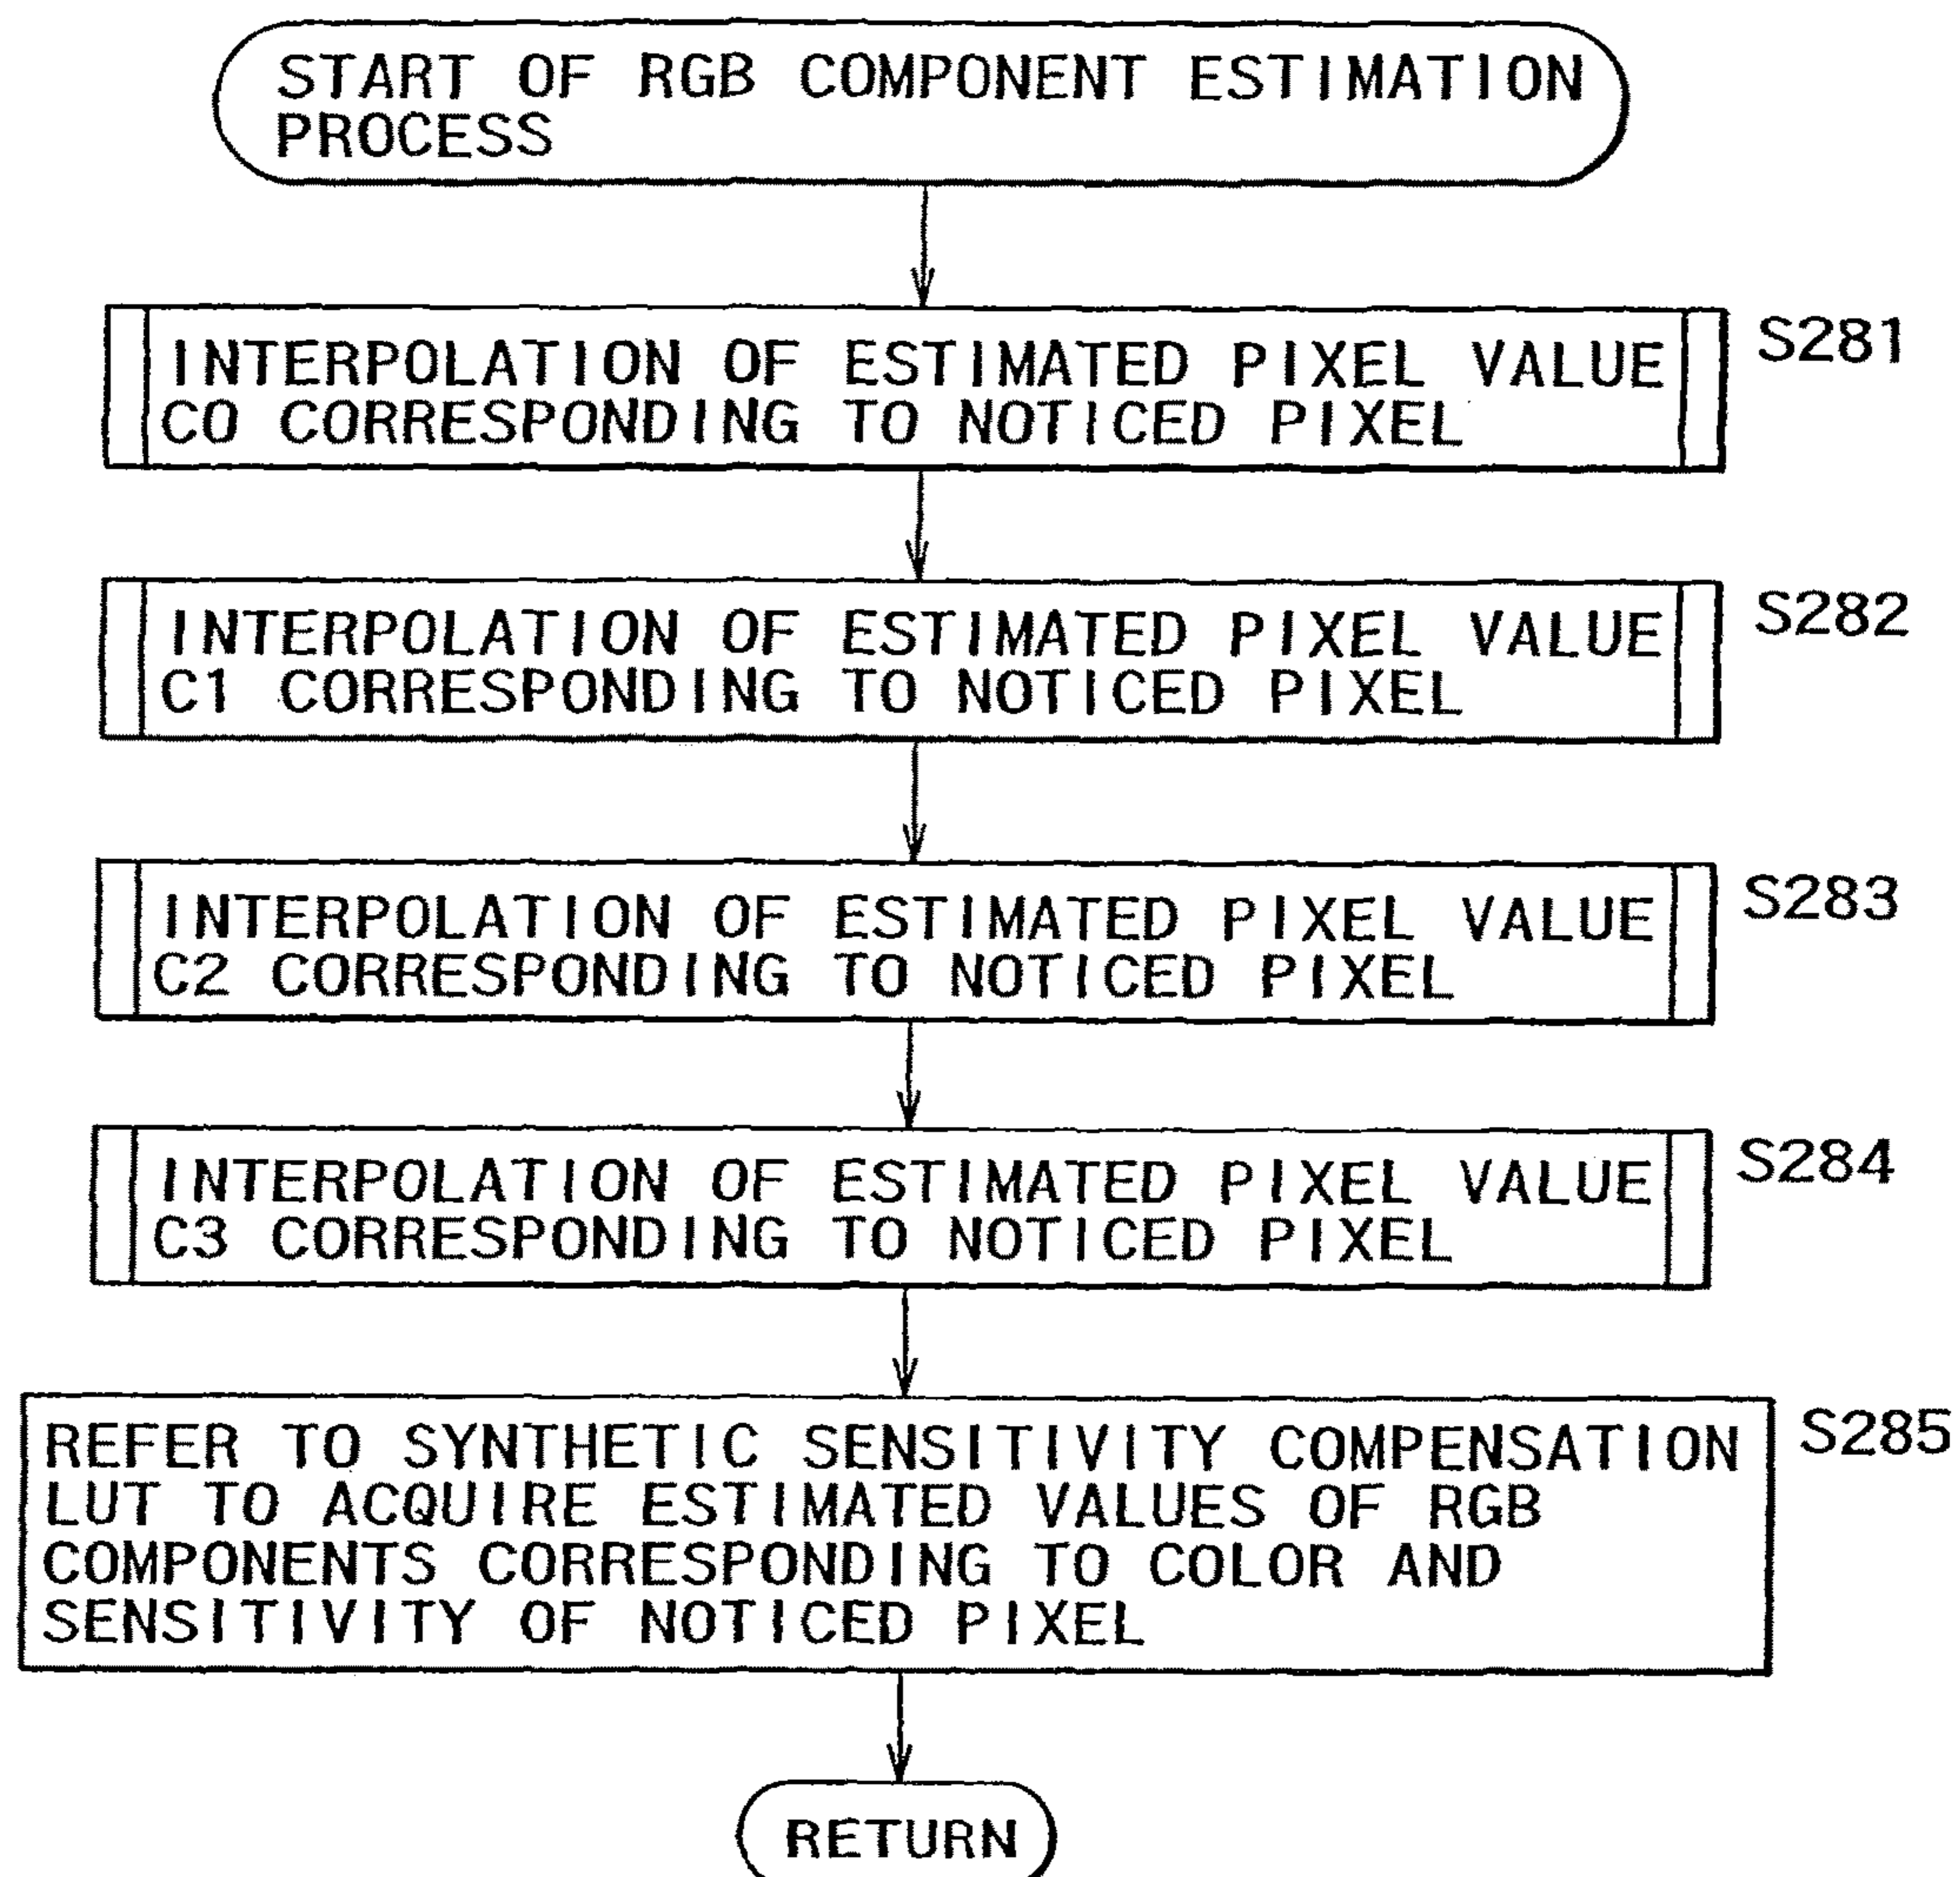 START OF RGB COMPONENT ESTIMATION
PROCESS
INTERPOLATION OF ESTIMATED PIXEL VALUE
C0 CORRESPONDING TO NOTICED PIXEL
S281
INTERPOLATION OF ESTIMATED PIXEL VALUE
C1 CORRESPONDING TO NOTICED PIXEL
S282
INTERPOLATION OF ESTIMATED PIXEL VALUE
C2 CORRESPONDING TO NOTICED PIXEL
S283
INTERPOLATION OF ESTIMATED PIXEL VALUE
C3 CORRESPONDING TO NOTICED PIXEL
S284
REFER TO SYNTHETIC SENSITIVITY COMPENSATION
LUT TO ACQUIRE ESTIMATED VALUES OF RGB
COMPONENTS CORRESPONDING TO COLOR AND
SENSITIVITY OF NOTICED PIXEL
S285
RETURN